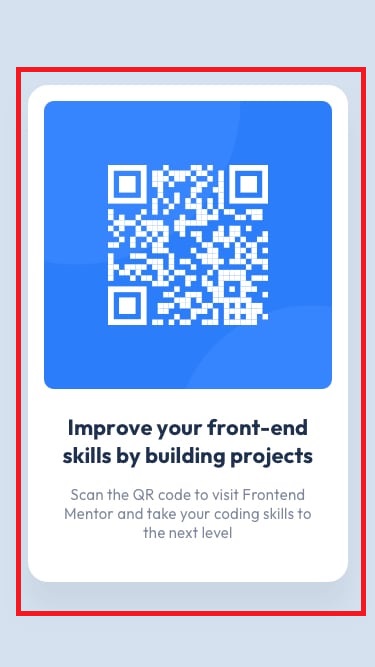 Improve your front-end
skills by building projects
Scan the QR code to visit Frontend
Mentor and take your coding skills to
the next level